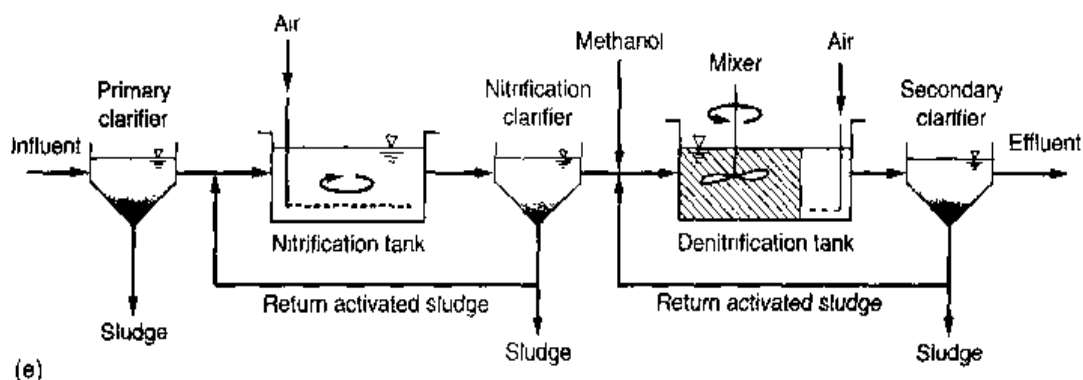 Air
Methanol
Air
Mixer
Primary
clarifier
Nitrification
clarifier
Secondary
clarifier
Influent
Effluent
Nitrification tank
Denitrification tank
Return activated sludge
Return activated sludge
Sludge
Sludge
Sludge
(e)